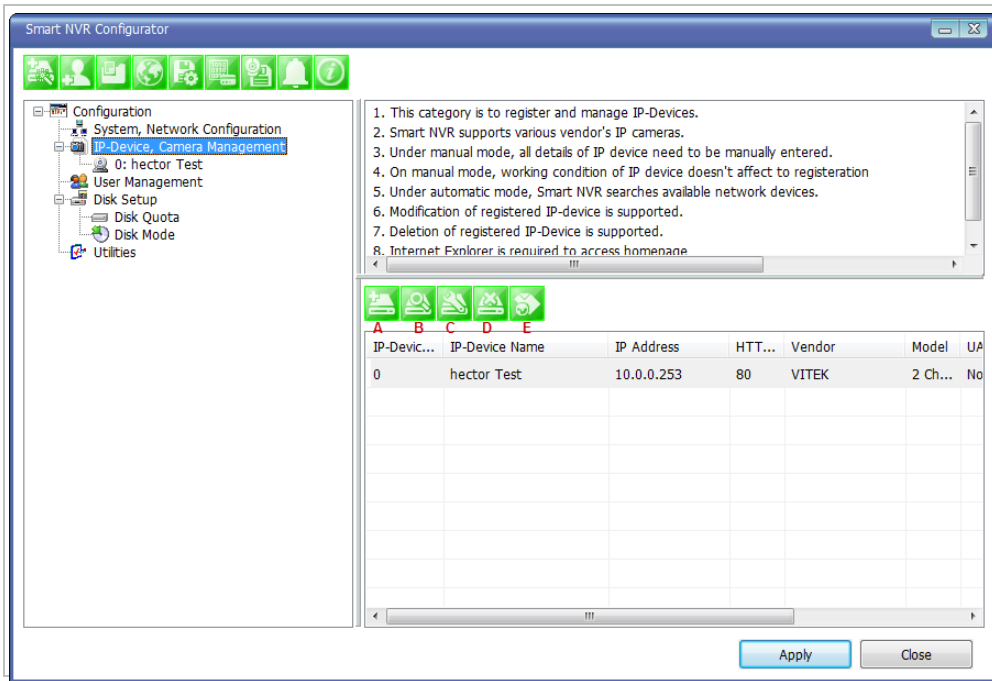 Smart NVR Configurator
Configuration
System, Network Configuration
IP-Device, Camera Management
0: hector Test
User Management
Disk Setup
Disk Quota
Disk Mode
Utilities
1. This category is to register and manage IP-Devices.
2. Smart NVR supports various vendor's IP cameras.
3. Under manual mode, all details of IP device need to be manually entered.
4. On manual mode, working condition of IP device doesn't affect to registeration
5. Under automatic mode, Smart NVR searches available network devices.
6. Modification of registered IP-device is supported.
7. Deletion of registered IP-Device is supported.
8. Internet Explorer is required to access homepage
A B C D E
IP-Devic... IP-Device Name IP Address HTT... Vendor Model UA
0 hector Test 10.0.0.253 80 VITEK 2 Ch... No
Apply Close